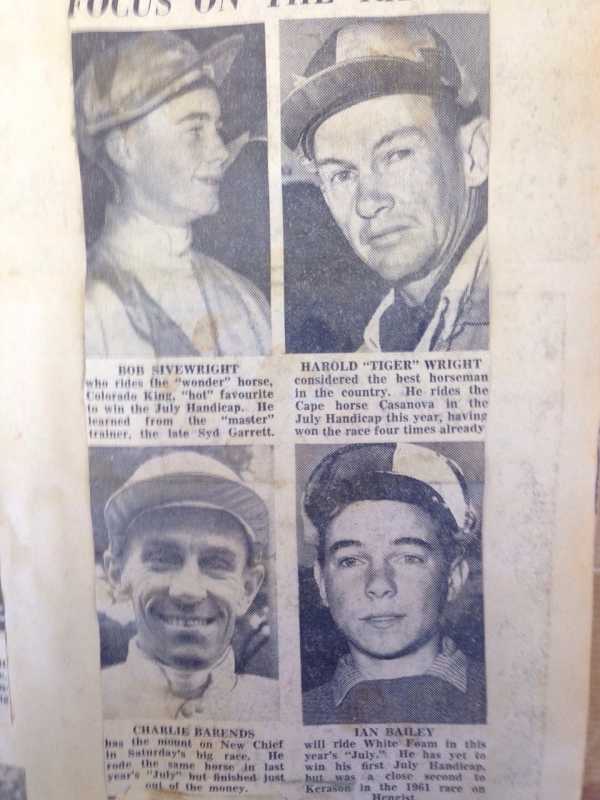 FOCUS ON THE
BOB SIVEWRIGHT
who rides the "wonder" horse,
Colorado King, "hot" favourite
to win the July Handicap. He
learned from the "master"
trainer, the late Syd Garrett.
HAROLD "TIGER" WRIGHT
considered the best horseman
in the country. He rides the
Cape horse Casanova in the
July Handicap this year, having
won the race four times already
CHARLIE BARENDS
has the mount on New Chief
in Saturday's big race. He
rode the same horse in last
year's "July" but finished just
out of the money.
IAN BAILEY
will ride White Foam in this
year's "July." He has yet to
win his first July Handicap,
but was a close second to
Kerason in the 1961 race on
Hengist.